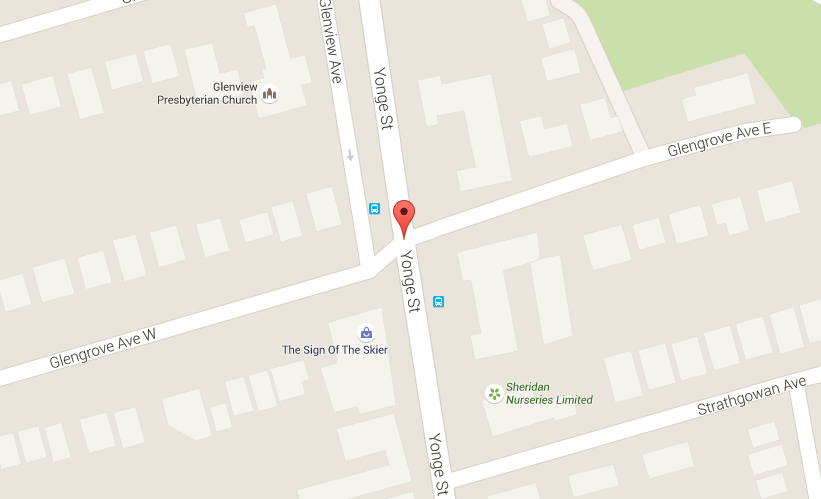 Glenview Ave
Yonge St
Glenview
Presbyterian Church
Glengrove Ave E
Yonge St
Glengrove Ave W
The Sign Of The Skier
Sheridan
Nurseries Limited
Strathgowan Ave
Yonge St